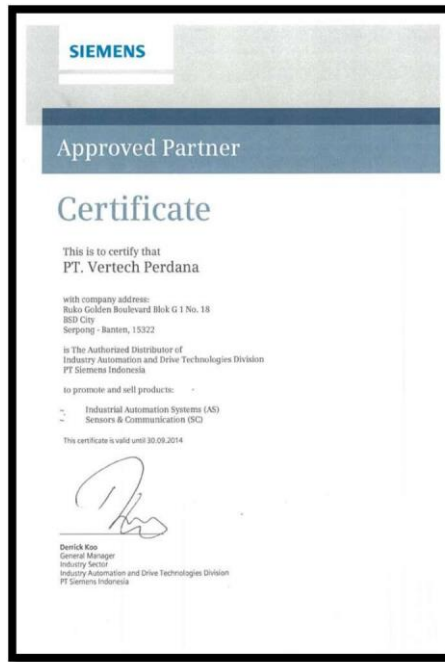 SIEMENS
Approved Partner
Certificate
This is to certify that
PT. Vertech Perdana
with company address:
Ruko Golden Boulevard Blok G 1 No. 18
BSD City
Serpong - Banten, 15322
is The Authorized Distributor of
Industry Automation and Drive Technologies Division
PT Siemens Indonesia
to promote and sell products:
~ Industrial Automation Systems (AS)
~ Sensors & Communication (SC)
This certificate is valid until 30.09.2014
Derrick Koo
General Manager
Industry Sector
Industry Automation and Drive Technologies Division
PT Siemens Indonesia